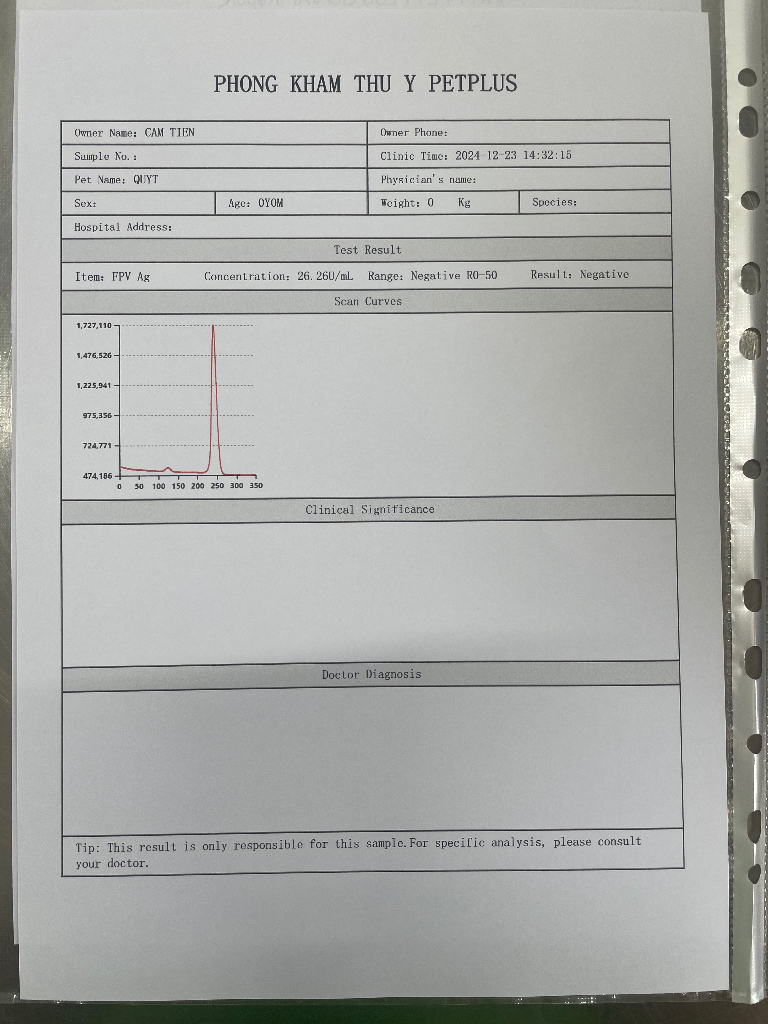 PHONG KHAM THU Y PETPLUS
Owner Name: CAM TIEN Owner Phone:
Sample No.: Clinic Time: 2024-12-23 14:32:15
Pet Name: QUYT Physician's name:
Sex: Age: 0Y0M Weight: 0 Kg Species:
Hospital Address:
Test Result
Item: FPV Ag Concentration: 26.26U/mL Range: Negative R0-50 Result: Negative
Scan Curves
1,727,110
1,476,526
1,225,941
975,356
724,771
474,186
0 50 100 150 200 250 300 350
Clinical Significance
Doctor Diagnosis
Tip: This result is only responsible for this sample.For specific analysis, please consult
your doctor.